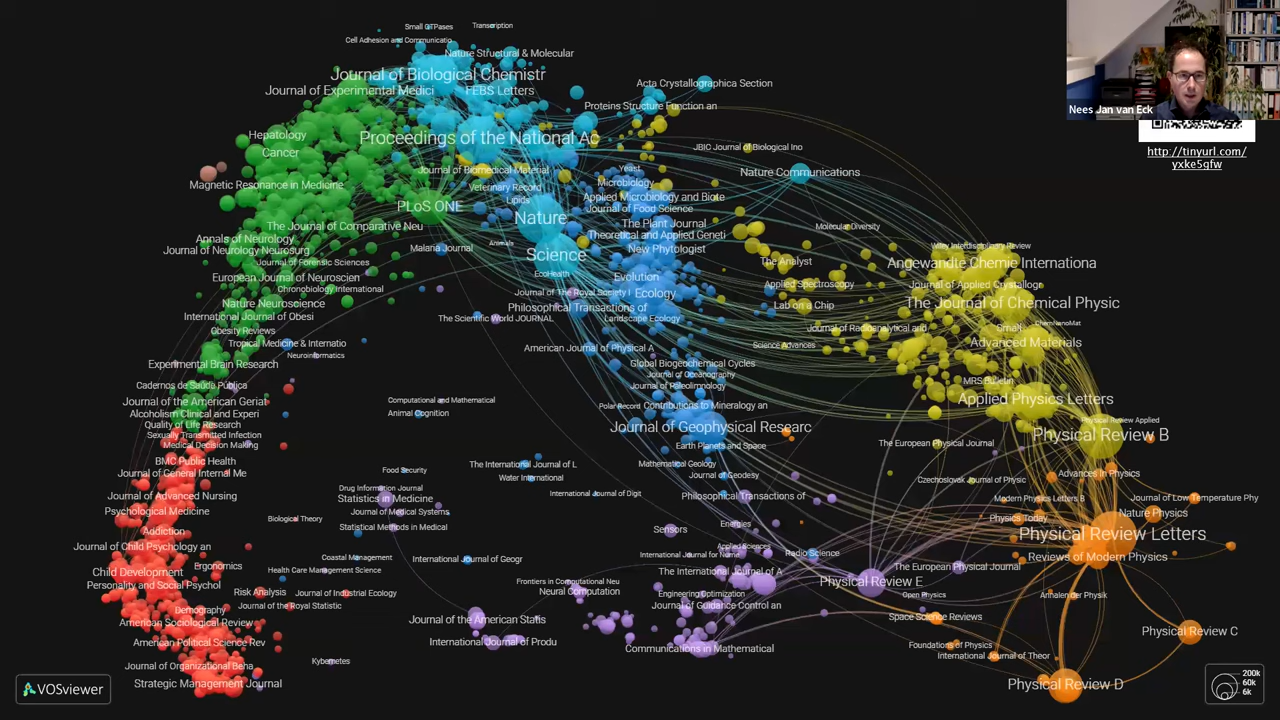 Small GTPases
Transcription
Cell Adhesion and Communicatio
Nature Structural & Molecular
Journal of Biological Chemistr
Journal of Experimental Medici
FEBS Letters
Acta Crystallographica Section
Proteins Structure Function an
Nees Jan van Eck
http://tinyurl.com/
yxke5gfw
Hepatology
Proceedings of the National Ac
Cancer
JBIC Journal of Biological Ino
Journal of Biomedical Material
Yeast
Nature Communications
Magnetic Resonance in Medicine
Veterinary Record
Microbiology
Lipids
Applied Microbiology and Biote
PLoS ONE
Journal of Food Science
Nature
The Journal of Comparative Neu
The Plant Journal
Molecular Diversity
Annals of Neurology
Theoretical and Applied Geneti
Animals
Malaria Journal
New Phytologist
Wiley Interdisciplinary Review
Journal of Neurology Neurosurg
Science
Journal of Forensic Sciences
The Analyst
Angewandte Chemie Internationa
European Journal of Neuroscien
EcoHealth
Evolution
Applied Spectroscopy
Journal of Applied Crystallogr
Chronobiology International
Journal of The Royal Society I
Ecology
Nature Neuroscience
Philosophical Transactions of
Lab on a Chip
The Journal of Chemical Physic
International Journal of Obesi
The Scientific World JOURNAL
Landscape Ecology
Obesity Reviews
Journal of Radioanalytical and
Small
ChemNanoMat
Tropical Medicine & Internatio
American Journal of Physical A
Science Advances
Advanced Materials
Neuroinformatics
Experimental Brain Research
Global Biogeochemical Cycles
Journal of Oceanography
Cadernos de Saúde Pública
Journal of Paleolimnology
MRS Bulletin
Journal of the American Geriat
Computational and Mathematical
Polar Record
Contributions to Mineralogy an
Applied Physics Letters
Alcoholism Clinical and Experi
Animal Cognition
Quality of Life Research
Journal of Geophysical Researc
Physical Review Applied
Sexually Transmitted Infection
Physical Review B
Medical Decision Making
Earth Planets and Space
The European Physical Journal
BMC Public Health
Food Security
The International Journal of L
Mathematical Geology
Journal of General Internal Me
Water International
Journal of Geodesy
Czechoslovak Journal of Physic
Advances In Physics
Drug Information Journal
International Journal of Digit
Journal of Advanced Nursing
Statistics in Medicine
Philosophical Transactions of
Modern Physics Letters B
Journal of Low Temperature Phy
Psychological Medicine
Journal of Medical Systems
Biological Theory
Physics Today
Nature Physics
Addiction
Statistical Methods in Medical
Sensors
Energies
Physical Review Letters
Journal of Child Psychology an
Applied Sciences
Coastal Management
International Journal of Geogr
International Journal for Nume
Radio Science
Reviews of Modern Physics
Child Development
Ergonomics
Health Care Management Science
The International Journal of A
The European Physical Journal
Personality and Social Psychol
Frontiers in Computational Neu
Physical Review E
Risk Analysis
Journal of Industrial Ecology
Neural Computation
Engineering Optimization
Open Physics
Annalen der Physik
Demography
Journal of the Royal Statistic
Journal of Guidance Control an
American Sociological Review
Journal of the American Statis
Space Science Reviews
Physical Review C
American Political Science Rev
International Journal of Produ
Communications in Mathematical
Foundations of Physics
Kybernetes
International Journal of Theor
Journal of Organizational Beha
Strategic Management Journal
Physical Review D
VOSviewer
200k
60k
6k